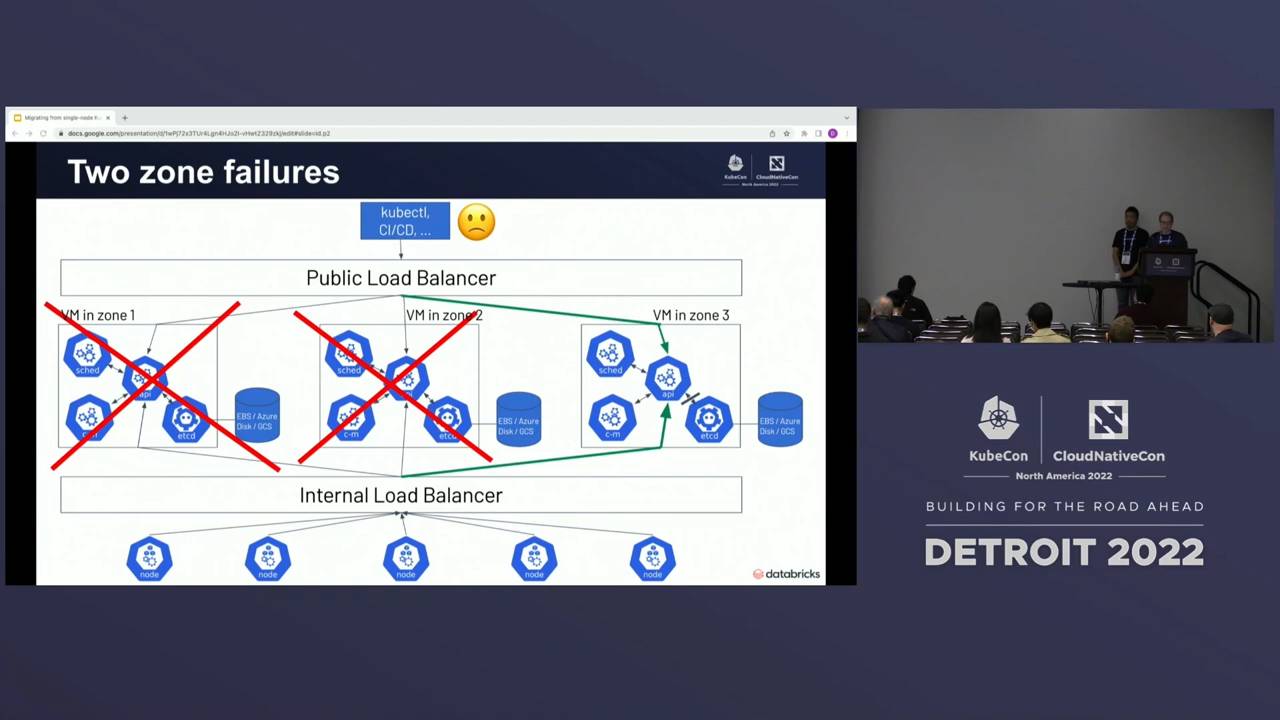 Migrating from single-node Ku
docs.google.com/presentation/d/1wPj72x3TUr4Lgn4HJo2I-vHwtZ329zkj/edit#slide=id.p2
Two zone failures
KubeCon
CloudNativeCon
North America 2022
kubectl,
CI/CD, ...
Public Load Balancer
VM in zone 1
VM in zone 2
VM in zone 3
sched
api
c-m
etcd
EBS / Azure
Disk / GCS
sched
api
c-m
etcd
EBS / Azure
Disk / GCS
sched
api
c-m
etcd
EBS / Azure
Disk / GCS
Internal Load Balancer
node
node
node
node
node
databricks
KubeCon
CloudNativeCon
North America 2022
BUILDING FOR THE ROAD AHEAD
DETROIT 2022